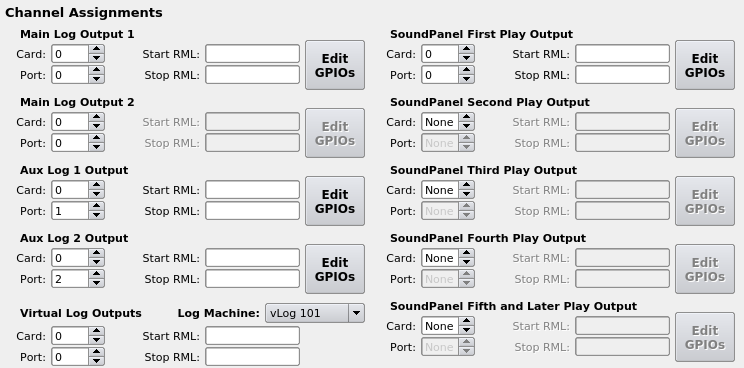 Channel Assignments
Main Log Output 1
Card: 0 Start RML:
Port: 0 Stop RML:
Edit
GPIOs
Main Log Output 2
Card: 0 Start RML:
Port: 0 Stop RML:
Edit
GPIOs
Aux Log 1 Output
Card: 0 Start RML:
Port: 1 Stop RML:
Edit
GPIOs
Aux Log 2 Output
Card: 0 Start RML:
Port: 2 Stop RML:
Edit
GPIOs
Virtual Log Outputs Log Machine: vLog 101
Card: 0 Start RML:
Port: 0 Stop RML:
SoundPanel First Play Output
Card: 0 Start RML:
Port: 0 Stop RML:
Edit
GPIOs
SoundPanel Second Play Output
Card: None Start RML:
Port: None Stop RML:
Edit
GPIOs
SoundPanel Third Play Output
Card: None Start RML:
Port: None Stop RML:
Edit
GPIOs
SoundPanel Fourth Play Output
Card: None Start RML:
Port: None Stop RML:
Edit
GPIOs
SoundPanel Fifth and Later Play Output
Card: None Start RML:
Port: None Stop RML:
Edit
GPIOs